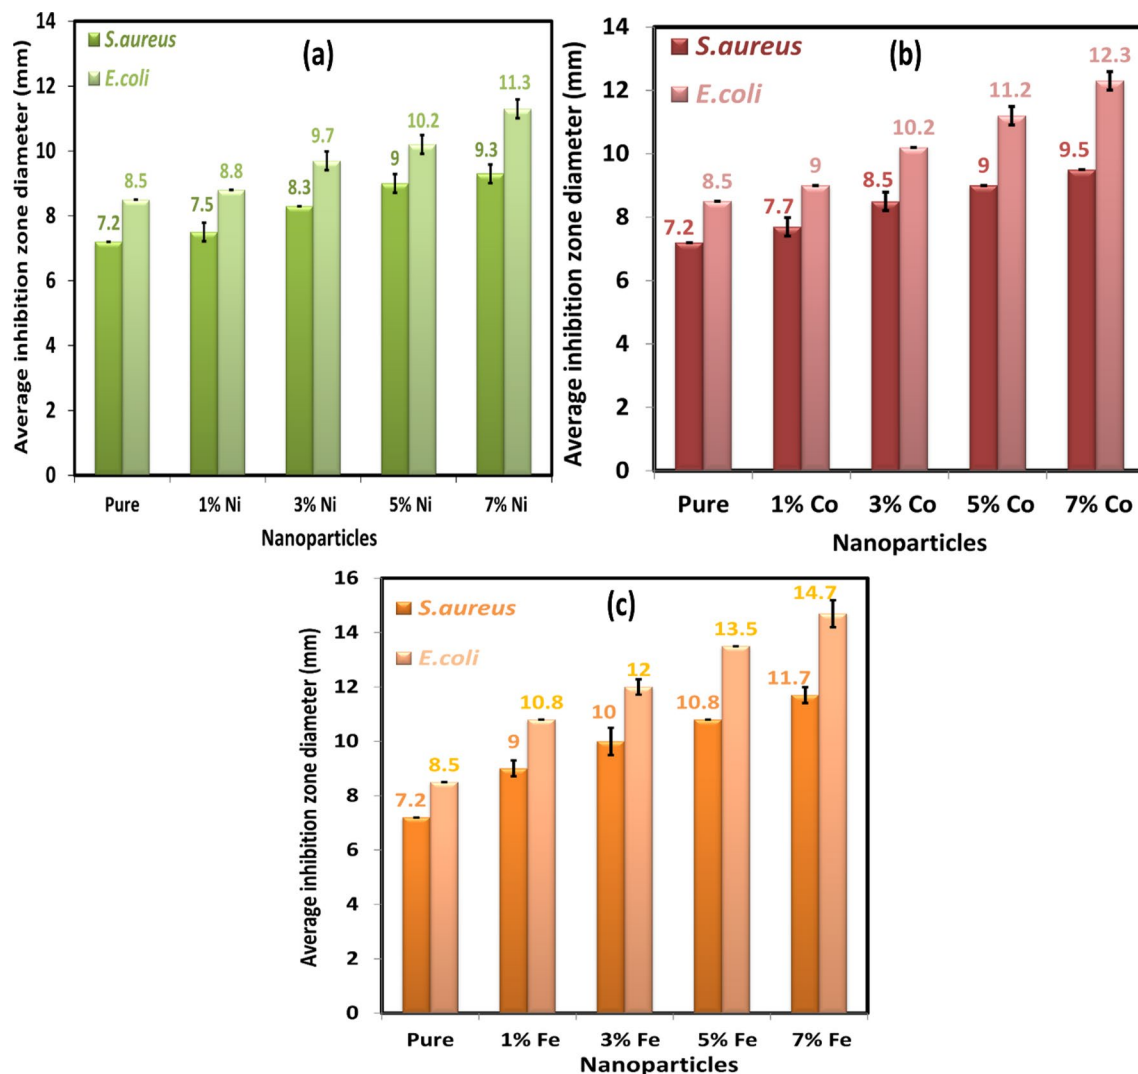 (a)
S.aureus
E.coli
Average inhibition zone diameter (mm)
14
12
10
8
6
4
2
0
7.2
8.5
7.5
8.8
8.3
9.7
9
10.2
9.3
11.3
Pure
1% Ni
3% Ni
5% Ni
7% Ni
Nanoparticles
(b)
S.aureus
E.coli
Average inhibition zone diameter (mm)
14
12
10
8
6
4
2
0
7.2
8.5
7.7
9
8.5
10.2
9
11.2
9.5
12.3
Pure
1% Co
3% Co
5% Co
7% Co
Nanoparticles
(c)
S.aureus
E.coli
Average inhibition zone diameter (mm)
16
14
12
10
8
6
4
2
0
7.2
8.5
9
10.8
10
12
10.8
13.5
11.7
14.7
Pure
1% Fe
3% Fe
5% Fe
7% Fe
Nanoparticles